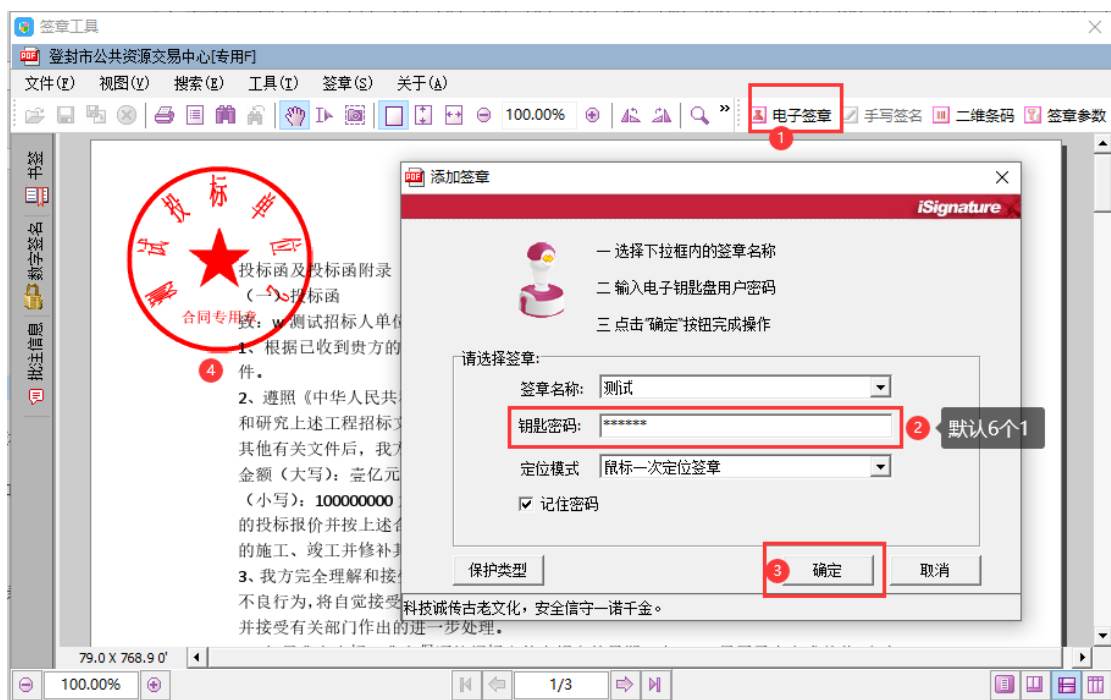 签章工具
登封市公共资源交易中心[专用F]
文件(F) 视图(V) 搜索(E) 工具(T) 签章(S) 关于(A)
100.00% » 电子签章 手写签名 二维条码 签章参数
1
书签
数字签名
批注信息
测试投标单位
合同专用章
4
投标函及投标函附录
（一）投标函
致：w 测试招标人单位
1、根据已收到贵方的
件。
2、遵照《中华人民共
和研究上述工程招标文
其他有关文件后，我方
金额（大写）：壹亿元
（小写）：100000000
的投标报价并按上述合
的施工、竣工并修补其
3、我方完全理解和接受
不良行为,将自觉接受
并接受有关部门作出的进一步处理。
添加签章
iSignature
一 选择下拉框内的签章名称
二 输入电子钥匙盘用户密码
三 点击"确定"按钮完成操作
请选择签章:
签章名称: 测试
钥匙密码: ******
2 默认6个1
定位模式 鼠标一次定位签章
记住密码
保护类型 3 确定 取消
科技诚传古老文化，安全信守一诺千金。
79.0 X 768.9 0'
100.00% 1/3